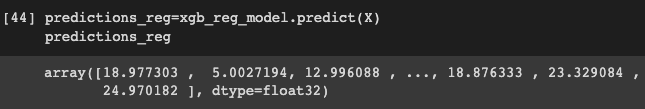 [44] predictions_reg=xgb_reg_model.predict(X)
predictions_reg
array([18.977303 , 5.0027194, 12.996088 , ..., 18.876333 , 23.329084 ,
24.970182 ], dtype=float32)